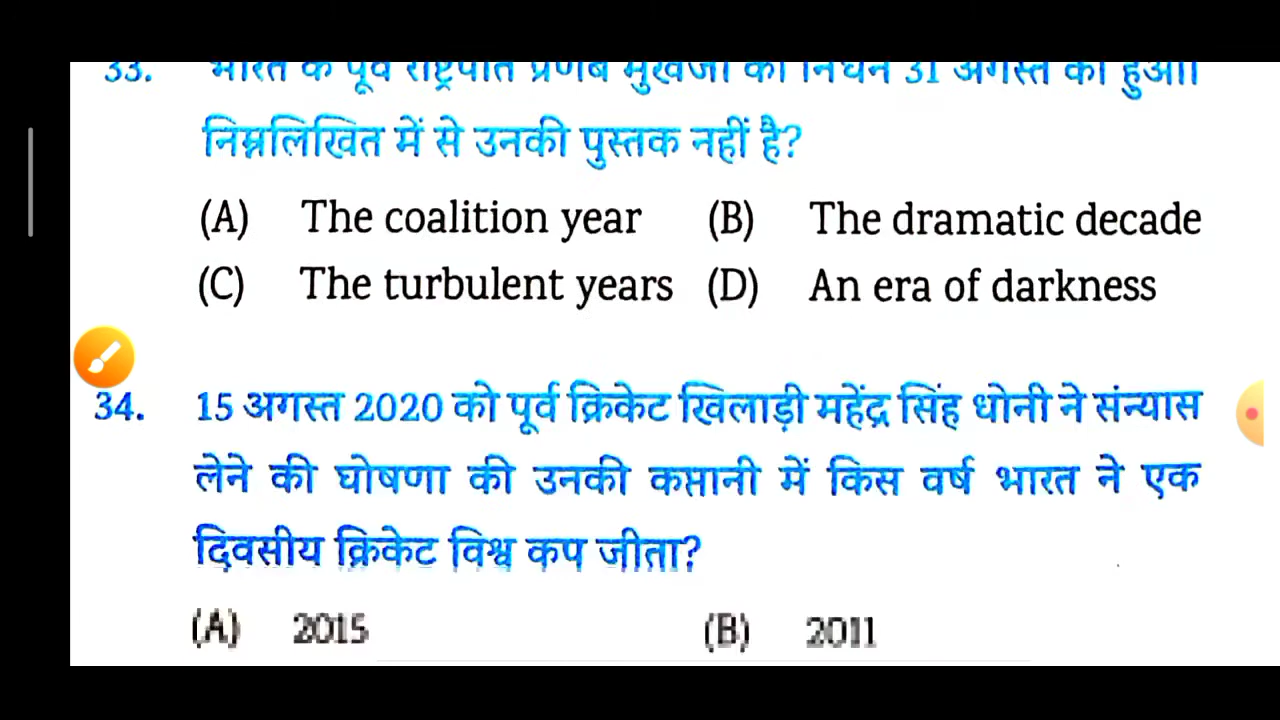 33. भारत के पूर्व राष्ट्रपति प्रणब मुखर्जी का निधन 31 अगस्त को हुआ।
निम्नलिखित में से उनकी पुस्तक नहीं है?
(A) The coalition year (B) The dramatic decade
(C) The turbulent years (D) An era of darkness
34. 15 अगस्त 2020 को पूर्व क्रिकेट खिलाड़ी महेंद्र सिंह धोनी ने संन्यास
लेने की घोषणा की उनकी कप्तानी में किस वर्ष भारत ने एक
दिवसीय क्रिकेट विश्व कप जीता?
(A) 2015 (B) 2011